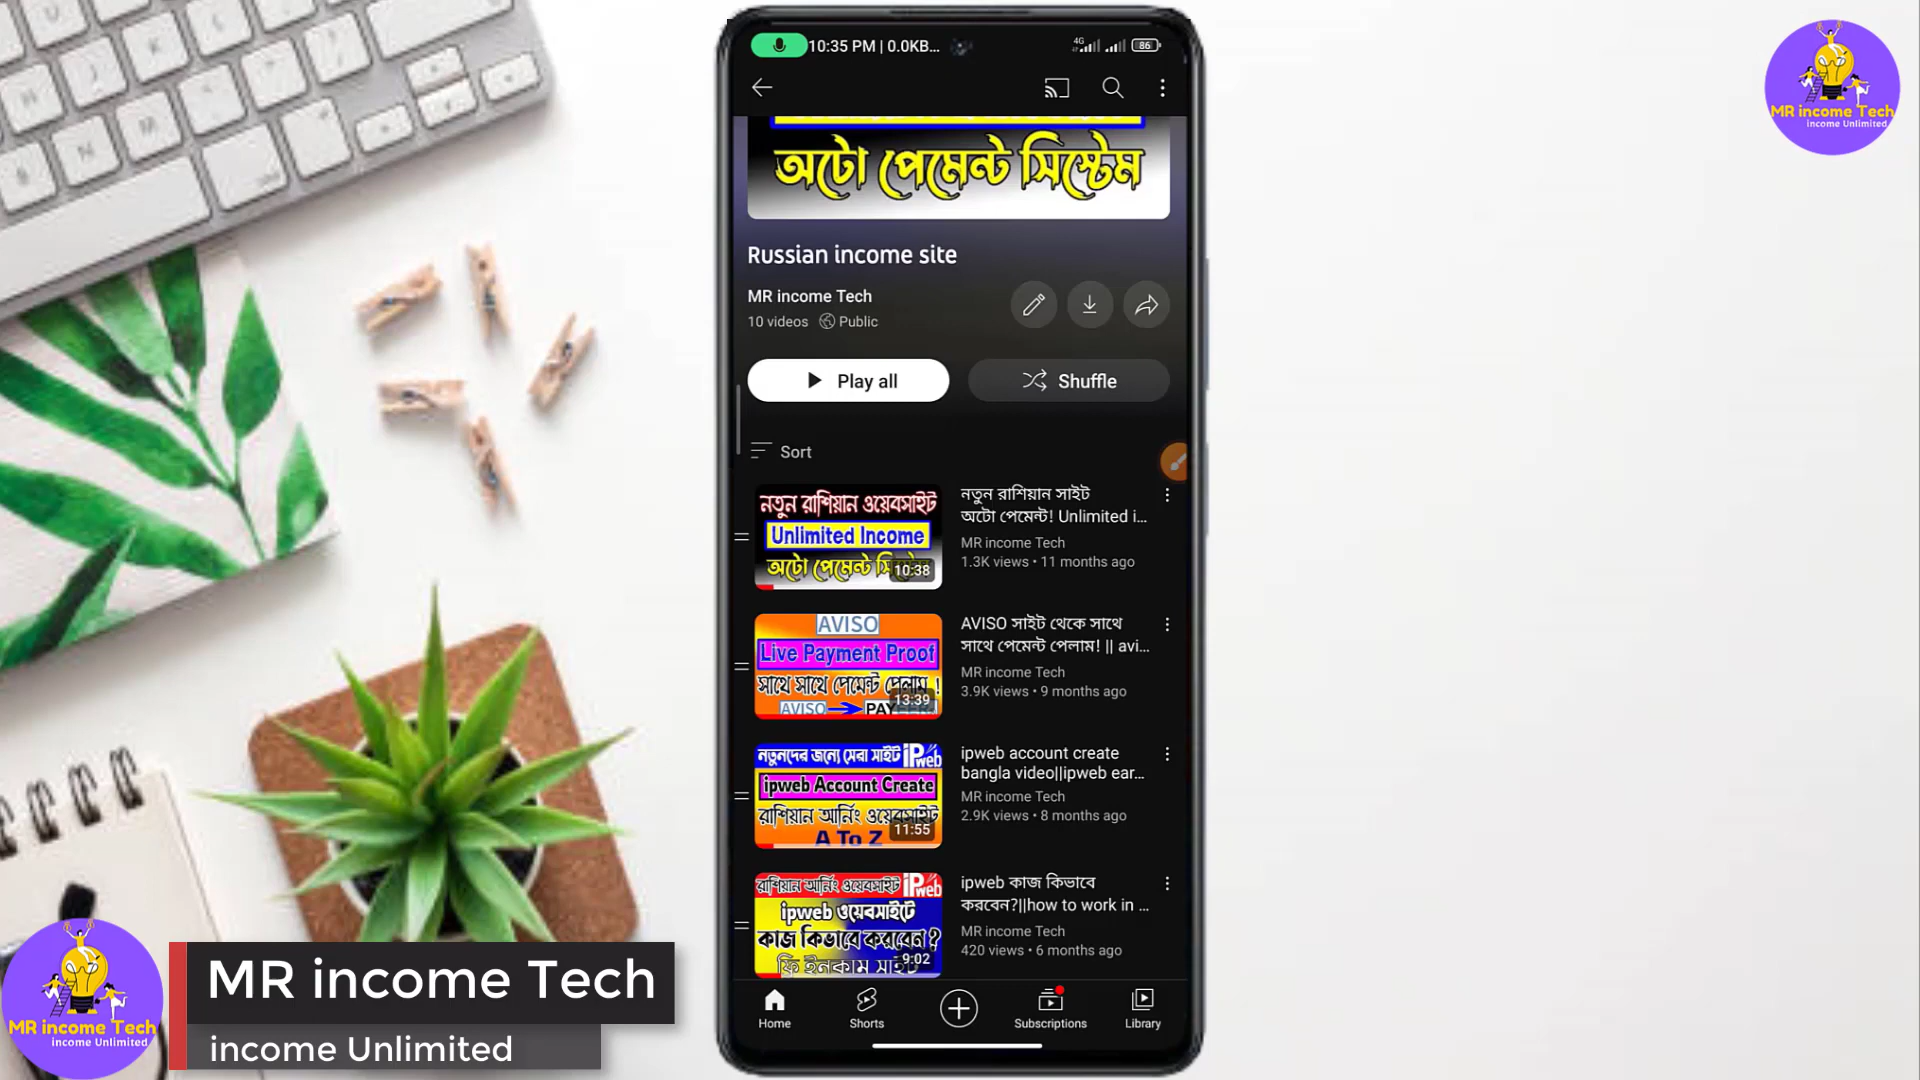 10:35 PM | 0.0KB...
4G
86
অটো পেমেন্ট সিস্টেম
Russian income site
MR income Tech
10 videos Public
Play all
Shuffle
Sort
নতুন রাশিয়ান ওয়েবসাইট
Unlimited Income
অটো পেমেন্ট
10:38
নতুন রাশিয়ান সাইট
অটো পেমেন্ট! Unlimited i...
MR income Tech
1.3K views • 11 months ago
AVISO
Live Payment Proof
সাথে সাথে পেমেন্ট পেলাম !
13:39
AVISO
AVISO সাইট থেকে সাথে
সাথে পেমেন্ট পেলাম! || avi...
MR income Tech
3.9K views • 9 months ago
নতুনদের জন্যে সেরা সাইট IPweb
ipweb Account Create
রাশিয়ান আর্নিং ওয়েবসাইট
A To Z
11:55
ipweb account create
bangla video||ipweb ear...
MR income Tech
2.9K views • 8 months ago
রাশিয়ান আর্নিং ওয়েবসাইট IPweb
ipweb ওয়েবসাইটে
কাজ কিভাবে করবেন ?
ফ্রি ইনকাম সাইট
9:02
ipweb কাজ কিভাবে
করবেন?||how to work in ...
MR income Tech
420 views • 6 months ago
Home
Shorts
Subscriptions
Library
MR income Tech
income Unlimited
MR income Tech
income Unlimited
MR income Tech
income Unlimited